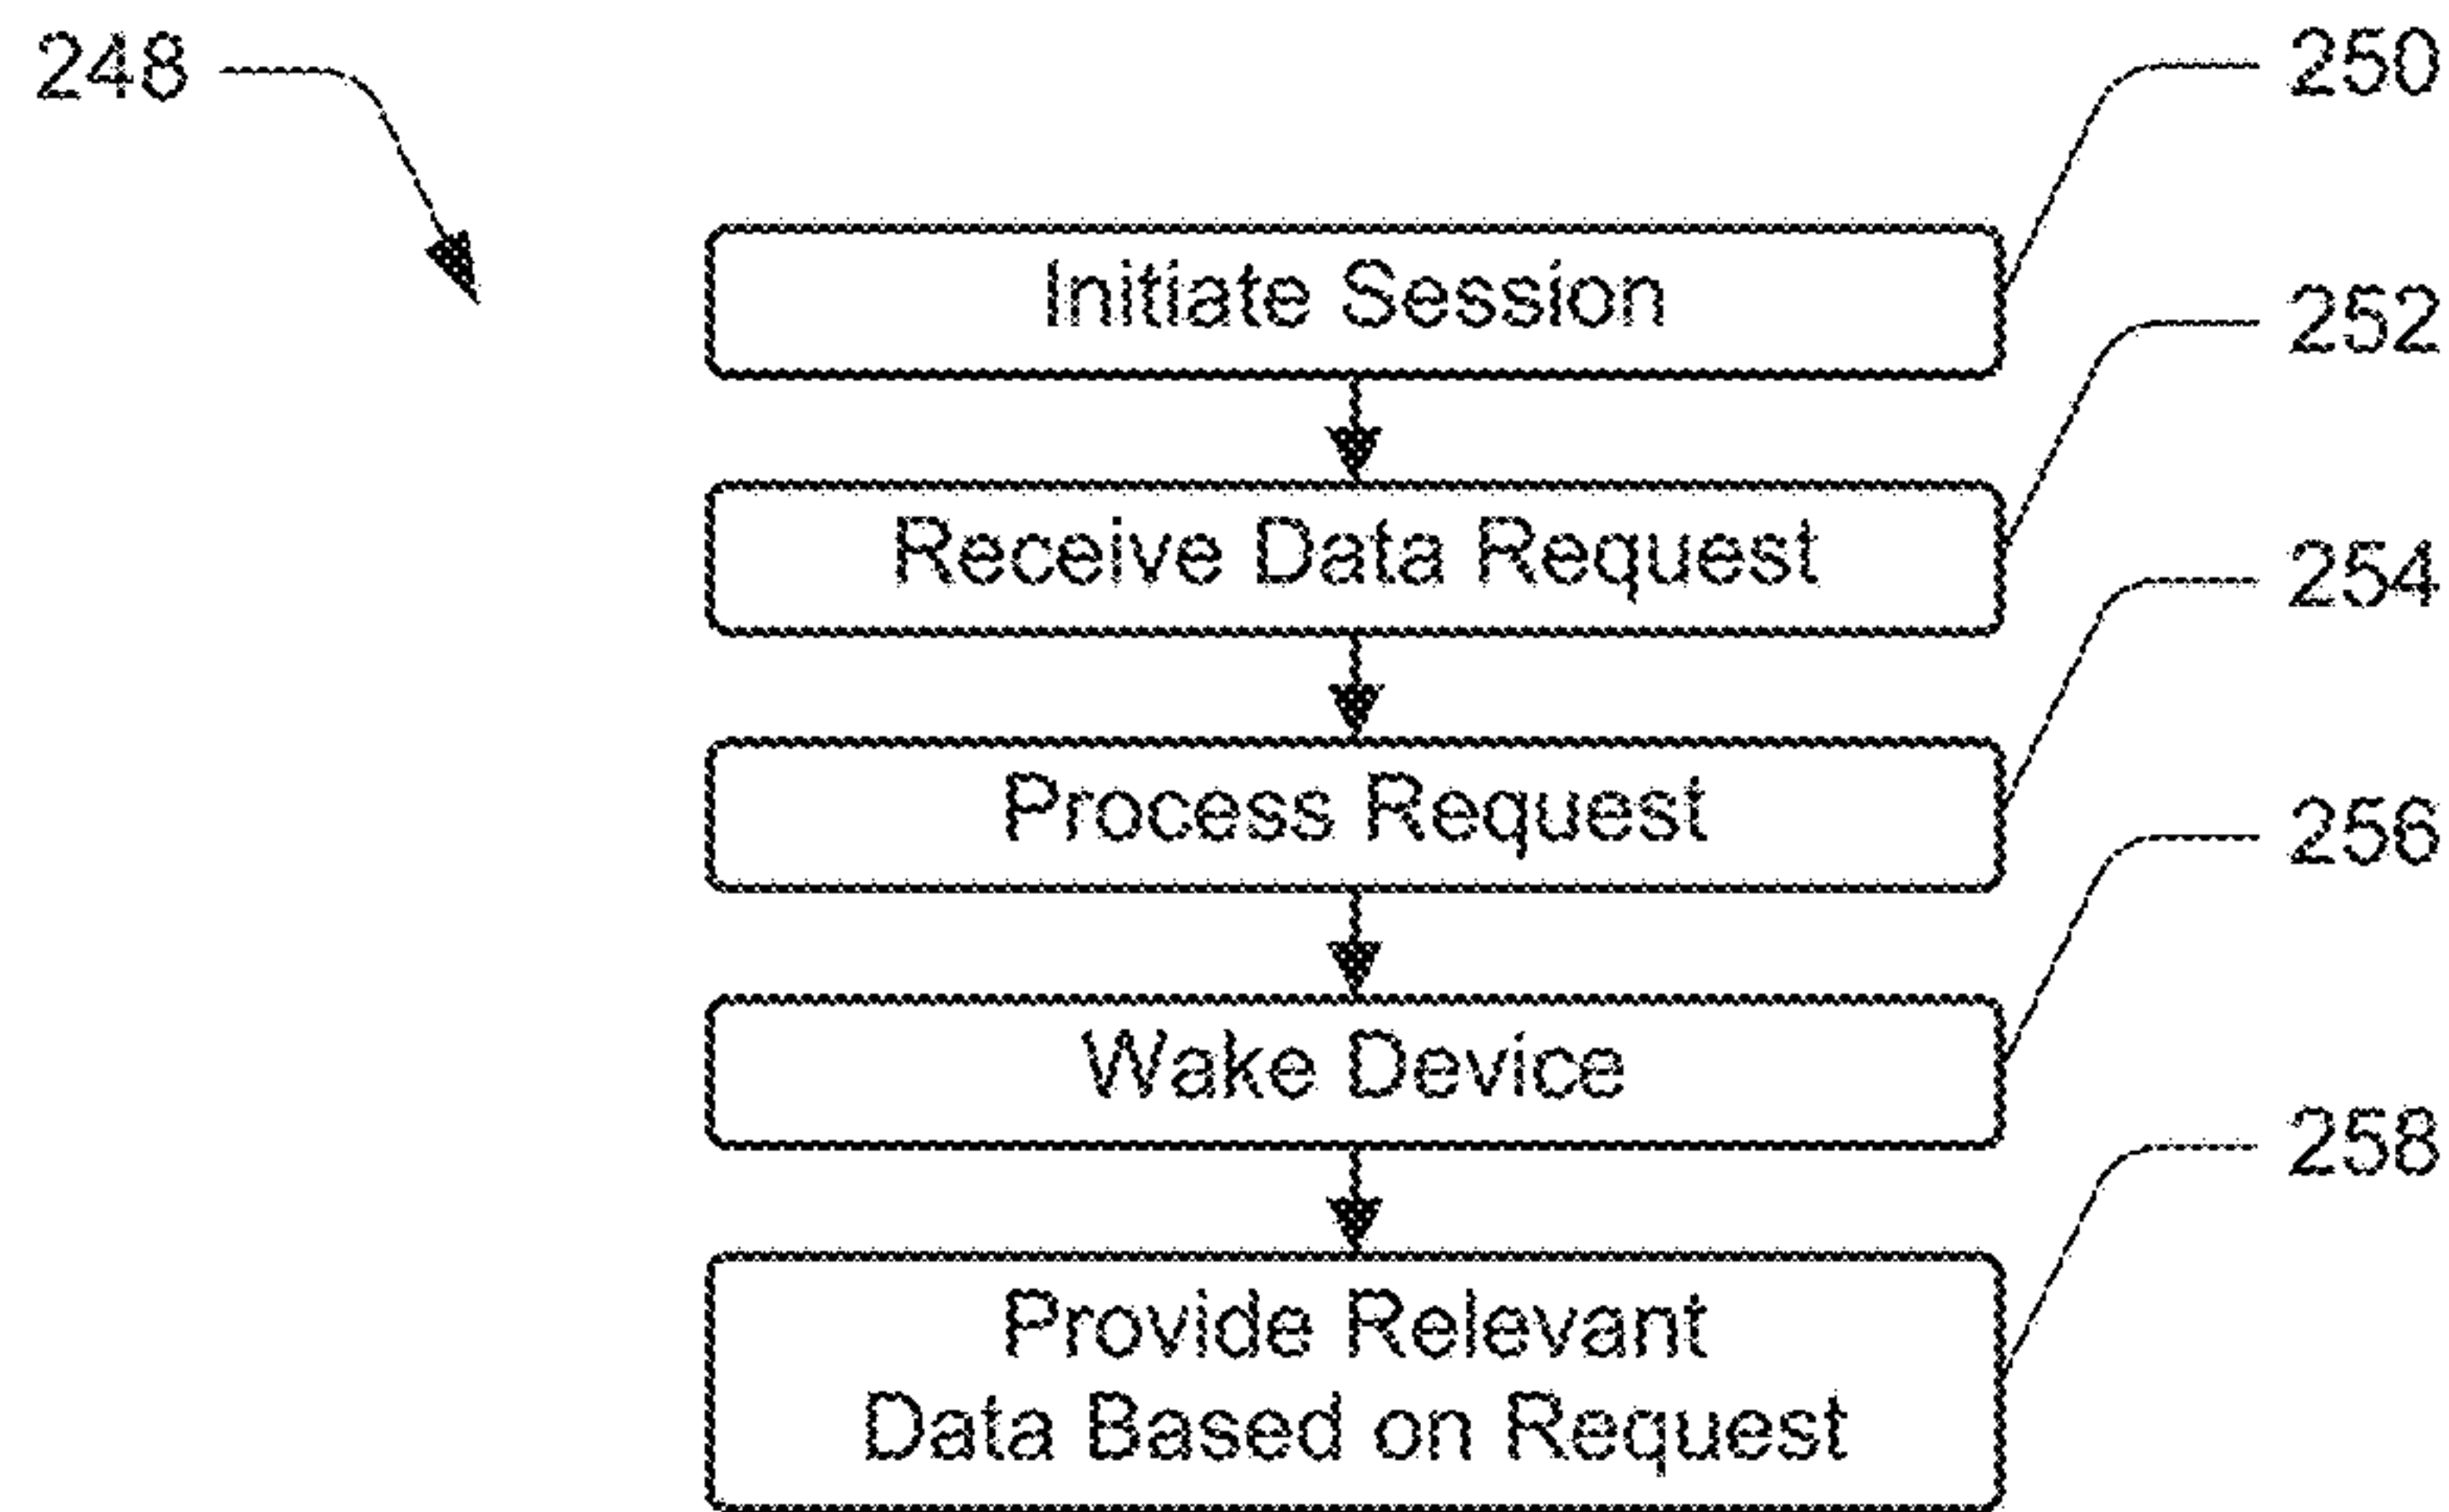 248
250
Initiate Session
252
Receive Data Request
254
Process Request
256
Wake Device
258
Provide Relevant
Data Based on Request